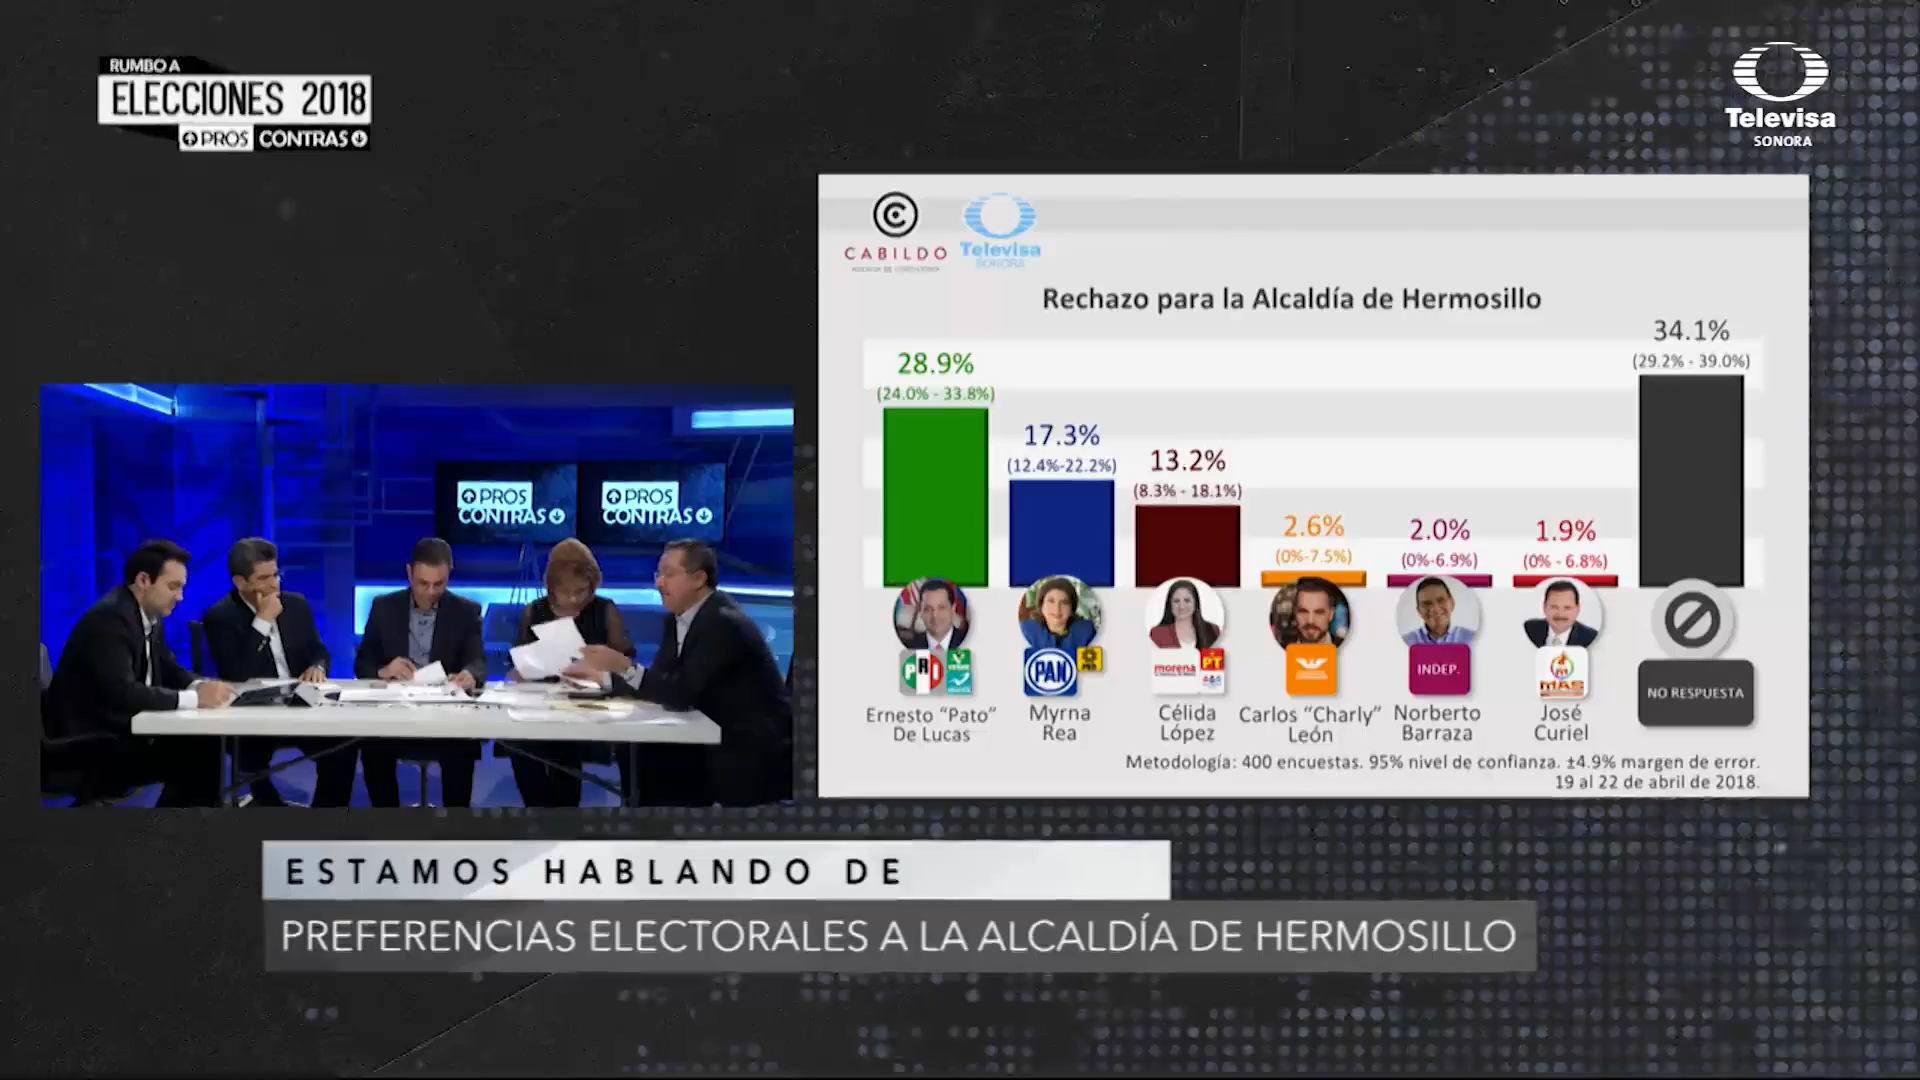 RUMBO A
ELECCIONES 2018
PROS CONTRAS
Televisa
SONORA
CABILDO
Televisa
SONORA
Rechazo para la Alcaldía de Hermosillo
28.9%
(24.0% - 33.8%)
17.3%
(12.4%-22.2%)
13.2%
(8.3% - 18.1%)
2.6%
(0%-7.5%)
2.0%
(0%-6.9%)
1.9%
(0% - 6.8%)
34.1%
(29.2% - 39.0%)
PRI
VERDE
PAN
PRD
morena
PT
INDEP.
MAS
NO RESPUESTA
Ernesto “Pato”
De Lucas
Myrna
Rea
Célida
López
Carlos “Charly”
León
Norberto
Barraza
José
Curiel
Metodología: 400 encuestas. 95% nivel de confianza. ±4.9% margen de error.
19 al 22 de abril de 2018.
PROS
CONTRAS
PROS
CONTRAS
ESTAMOS HABLANDO DE
PREFERENCIAS ELECTORALES A LA ALCALDÍA DE HERMOSILLO